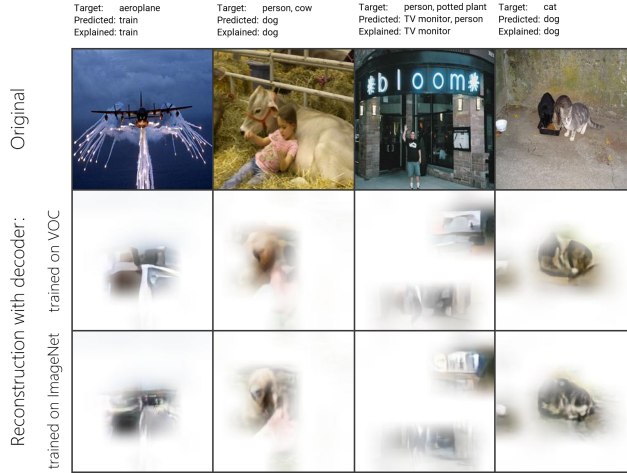 Target: aeroplane
Predicted: train
Explained: train
Target: person, cow
Predicted: dog
Explained: dog
Target: person, potted plant
Predicted: TV monitor, person
Explained: TV monitor
Target: cat
Predicted: dog
Explained: dog
Original
bloom
Reconstruction with decoder:
trained on VOC
trained on ImageNet